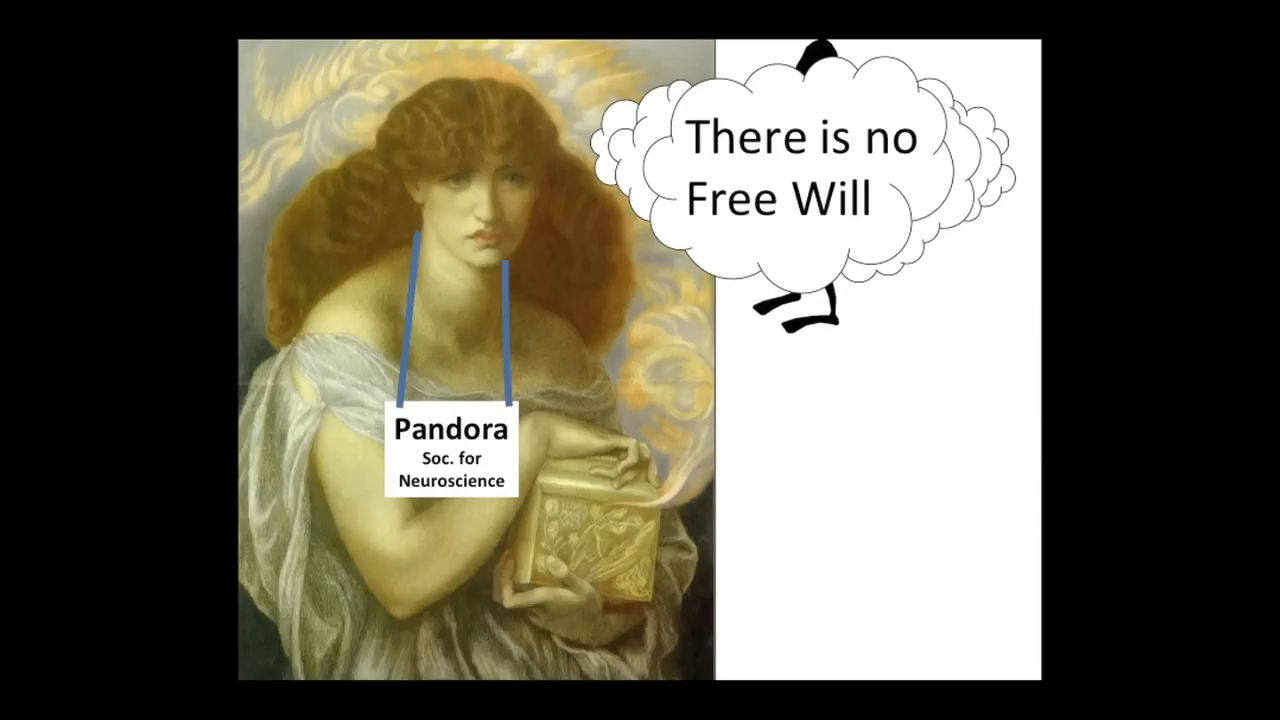 There is no
Free Will
Pandora
Soc. for
Neuroscience